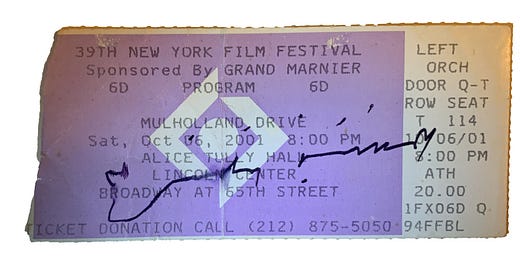 39TH NEW YORK FILM FESTIVAL
Sponsored By GRAND MARNIER
6D PROGRAM 6D
MULHOLLAND DRIVE
Sat, Oct 06, 2001 8:00 PM
ALICE TULLY HALL
LINCOLN CENTER
BROADWAY AT 65TH STREET
TICKET DONATION CALL (212) 875-5050
LEFT
ORCH
DOOR Q-T
ROW SEAT
T 114
10/06/01
8:00 PM
ATH
20.00
1FX06D Q
94FFBL